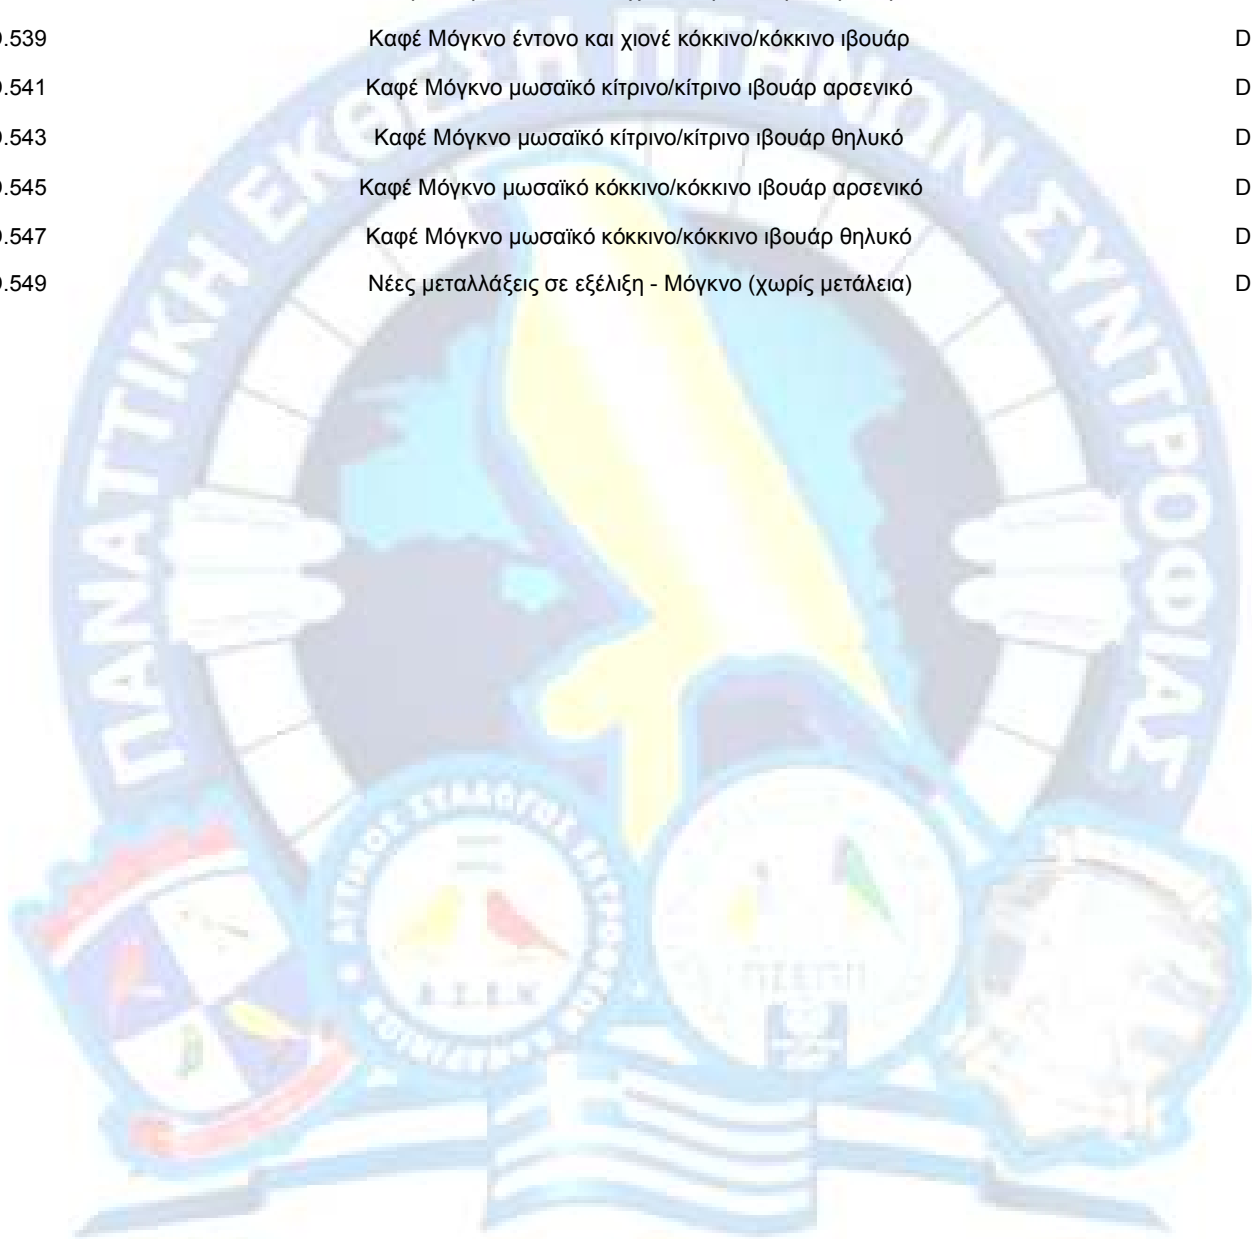 .539 Καφέ Μόγκνο έντονο και χιονέ κόκκινο/κόκκινο ιβουάρ D
.541 Καφέ Μόγκνο μωσαϊκό κίτρινο/κίτρινο ιβουάρ αρσενικό D
.543 Καφέ Μόγκνο μωσαϊκό κίτρινο/κίτρινο ιβουάρ θηλυκό D
.545 Καφέ Μόγκνο μωσαϊκό κόκκινο/κόκκινο ιβουάρ αρσενικό D
.547 Καφέ Μόγκνο μωσαϊκό κόκκινο/κόκκινο ιβουάρ θηλυκό D
.549 Νέες μεταλλάξεις σε εξέλιξη - Μόγκνο (χωρίς μετάλεια) D
ΠΑΝΑΤΤΙΚΗ ΕΚΘΕΣΗ ΠΤΗΝΩΝ ΣΥΝΤΡΟΦΙΑΣ
ΣΥΛΛΟΓΟΣ